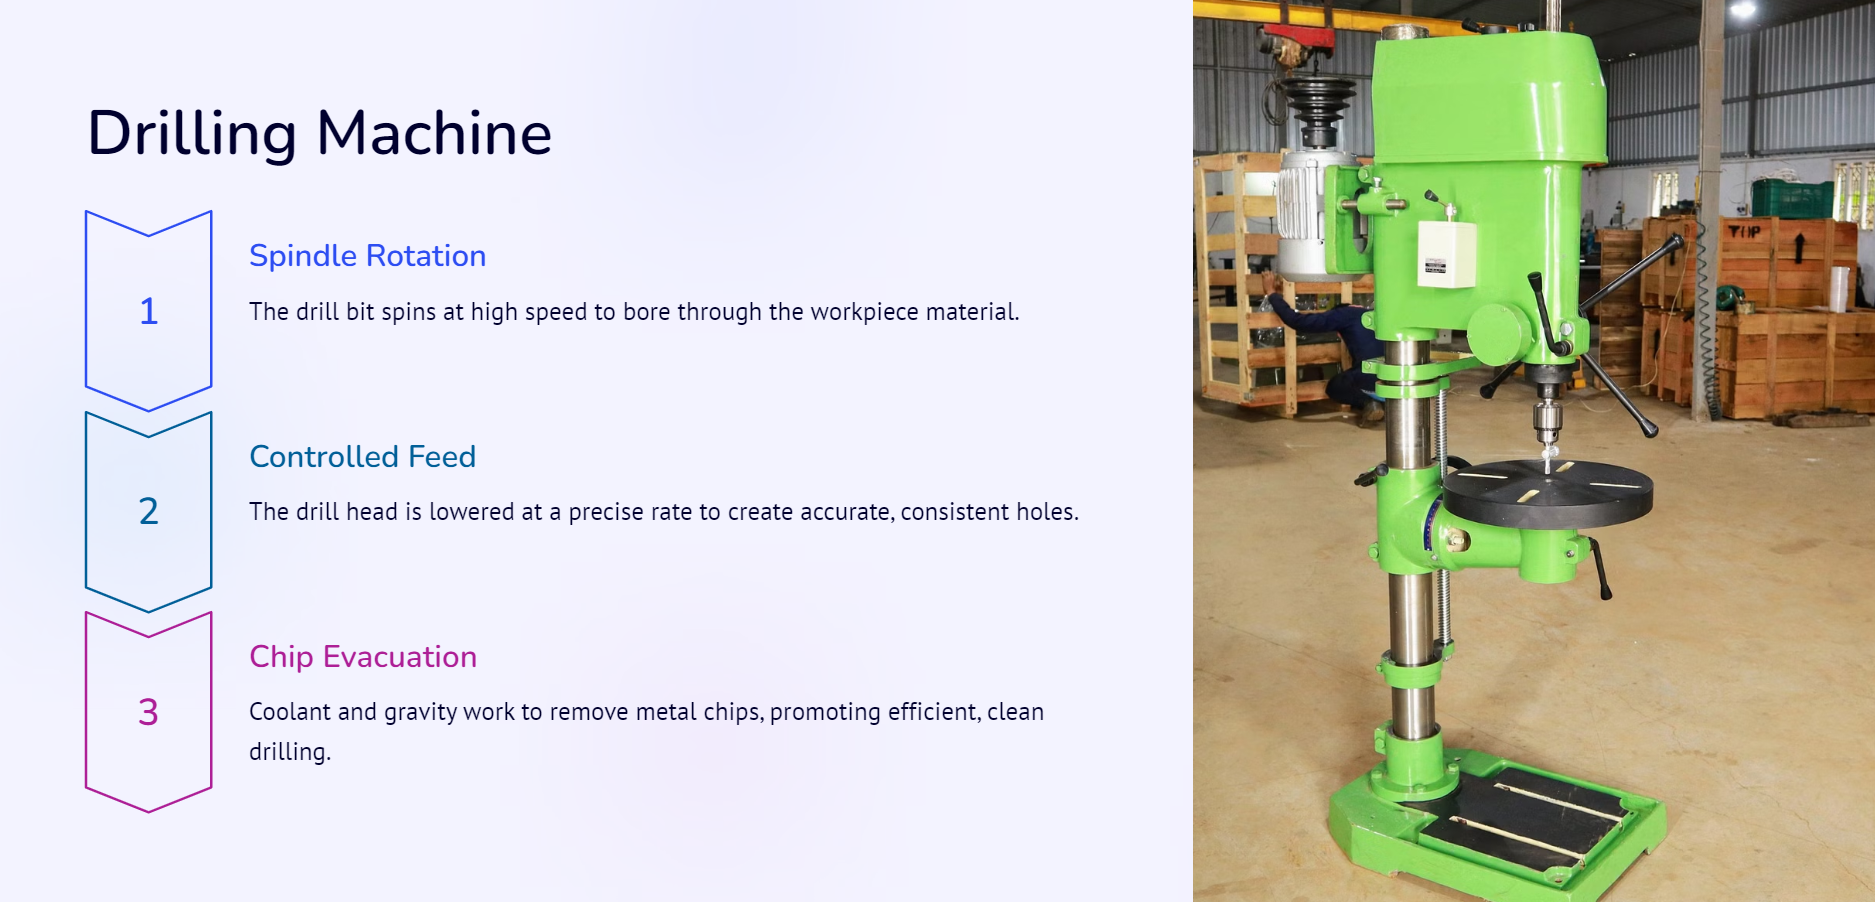 Drilling Machine
1
Spindle Rotation
The drill bit spins at high speed to bore through the workpiece material.
2
Controlled Feed
The drill head is lowered at a precise rate to create accurate, consistent holes.
3
Chip Evacuation
Coolant and gravity work to remove metal chips, promoting efficient, clean
drilling.
TOP